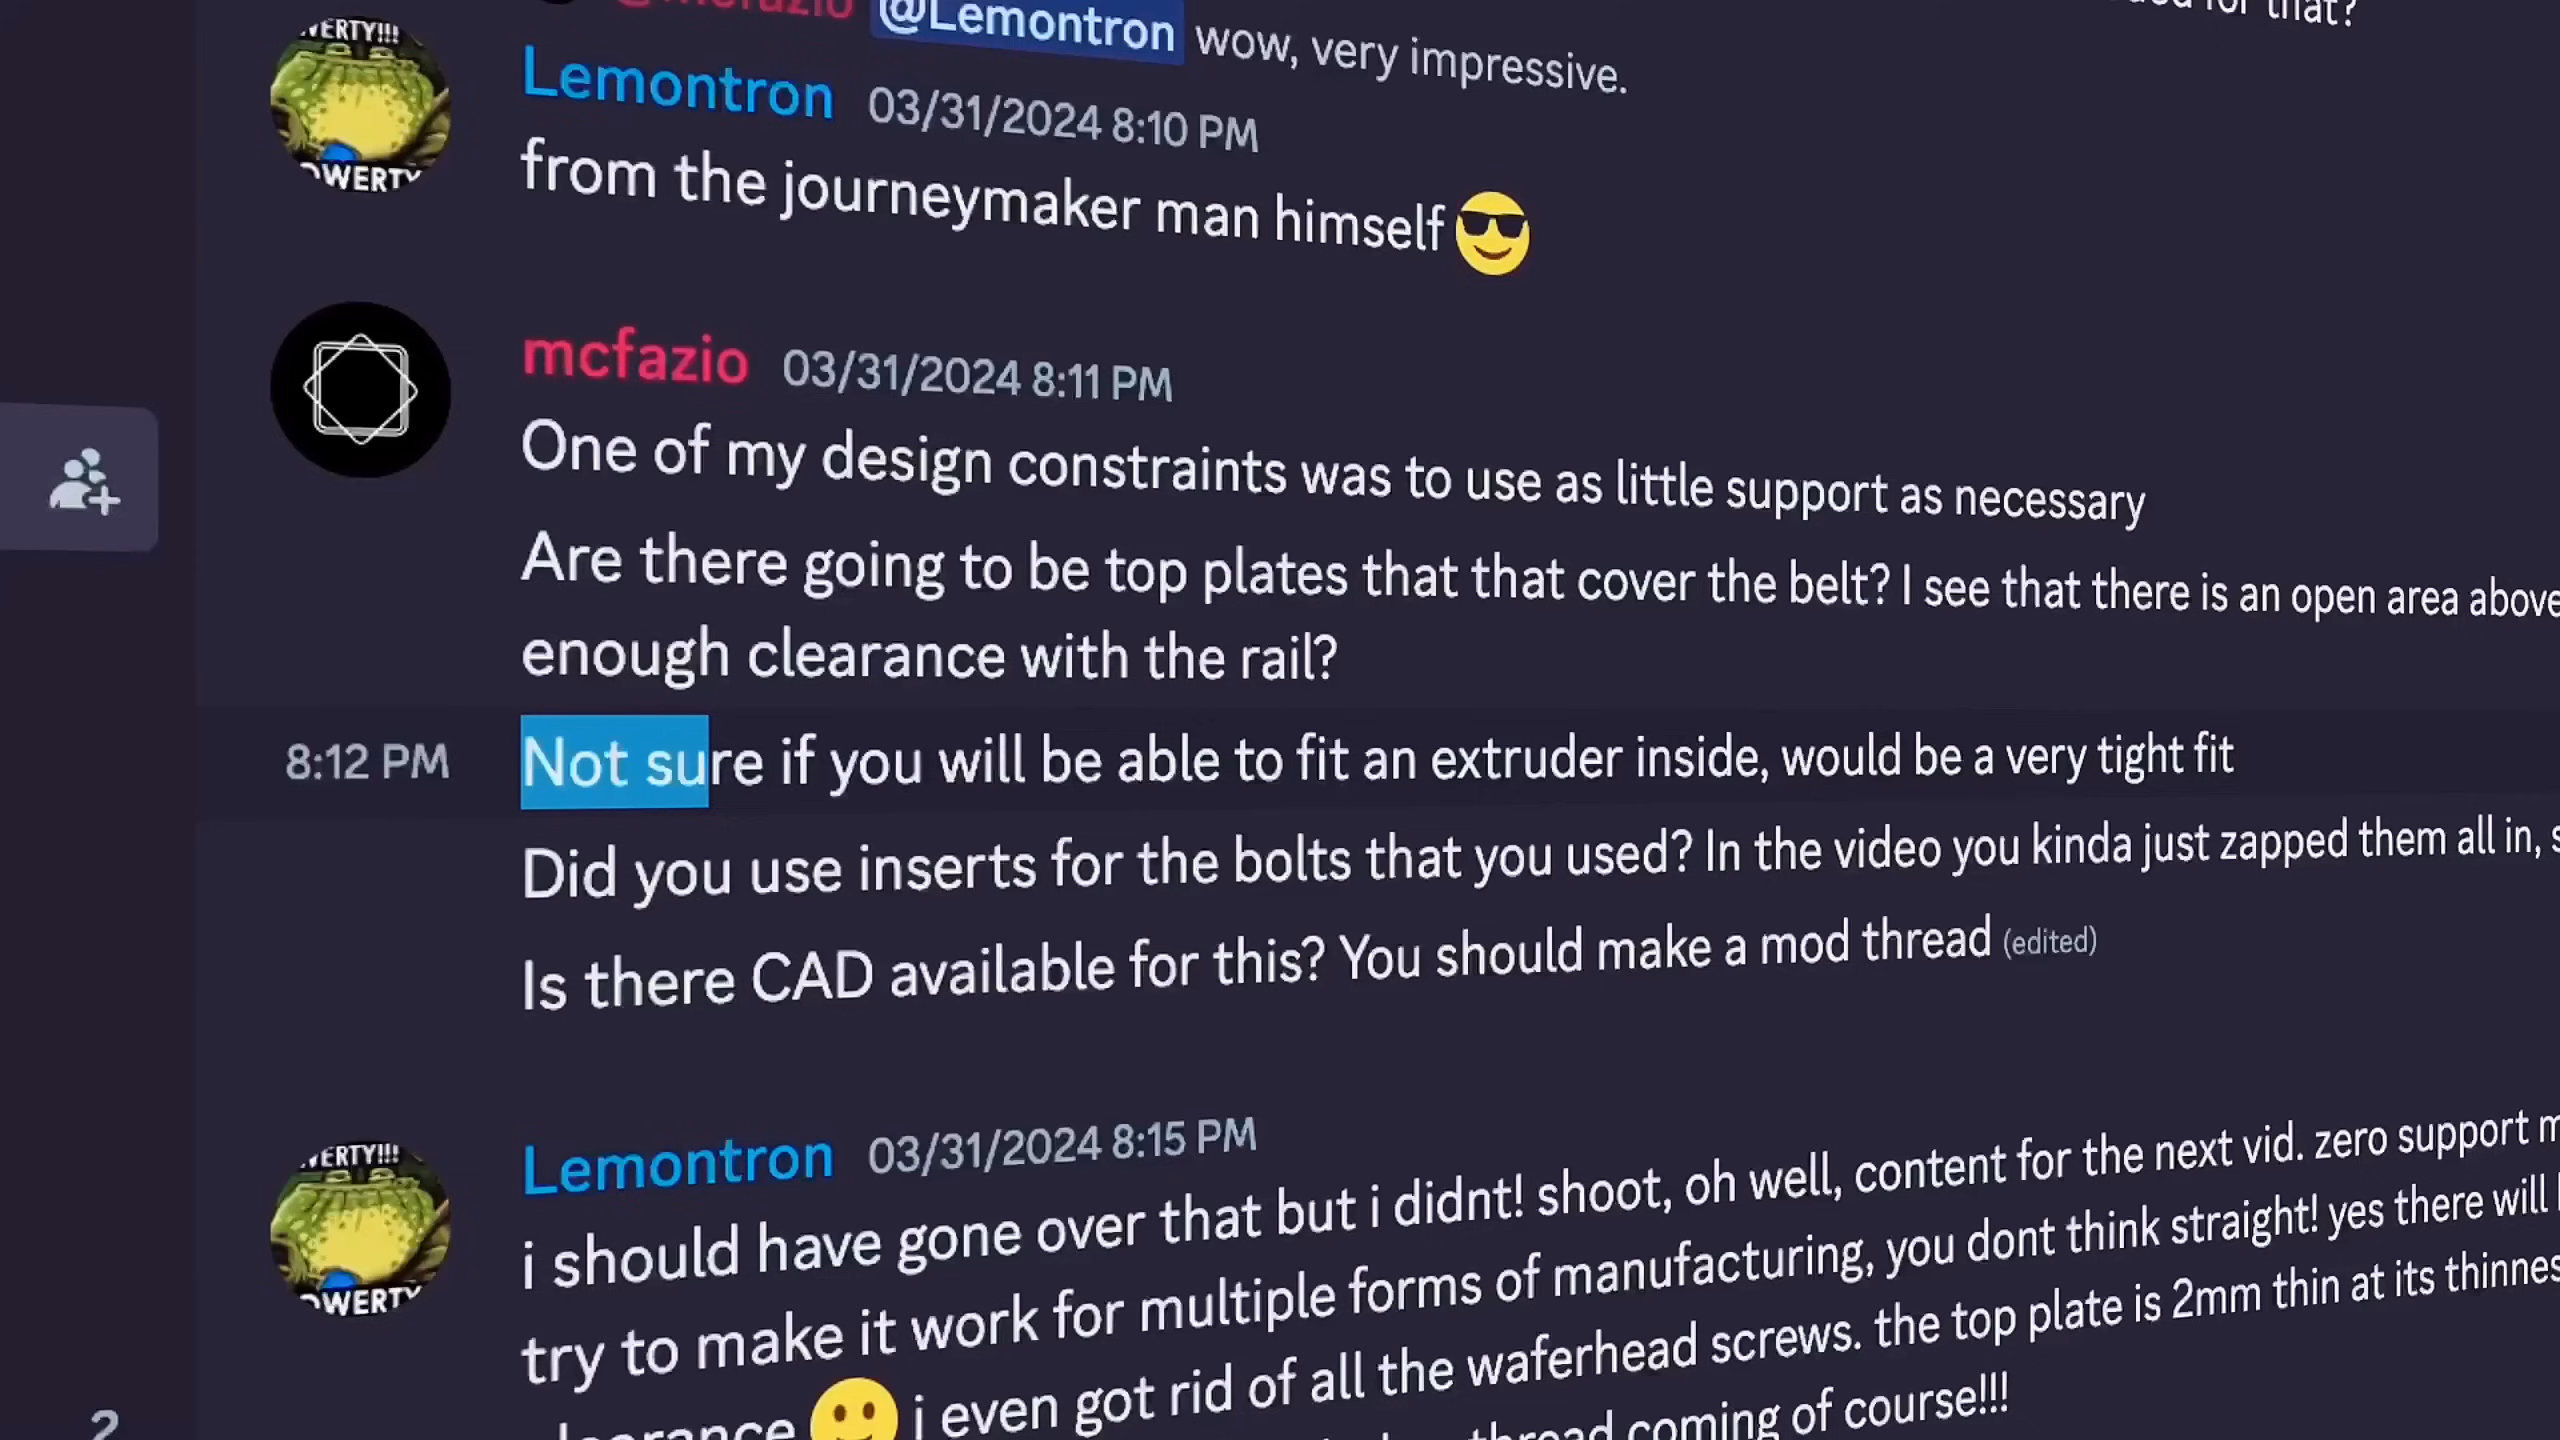 @Lemontron wow, very impressive. for that?
Lemontron 03/31/2024 8:10 PM
from the journeymaker man himself
mcfazio 03/31/2024 8:11 PM
One of my design constraints was to use as little support as necessary
Are there going to be top plates that that cover the belt? I see that there is an open area above
enough clearance with the rail?
8:12 PM Not sure if you will be able to fit an extruder inside, would be a very tight fit
Did you use inserts for the bolts that you used? In the video you kinda just zapped them all in, s
Is there CAD available for this? You should make a mod thread (edited)
Lemontron 03/31/2024 8:15 PM
i should have gone over that but i didnt! shoot, oh well, content for the next vid. zero support m
try to make it work for multiple forms of manufacturing, you dont think straight! yes there will
i even got rid of all the waferhead screws. the top plate is 2mm thin at its thinnes
thread coming of course!!!
2